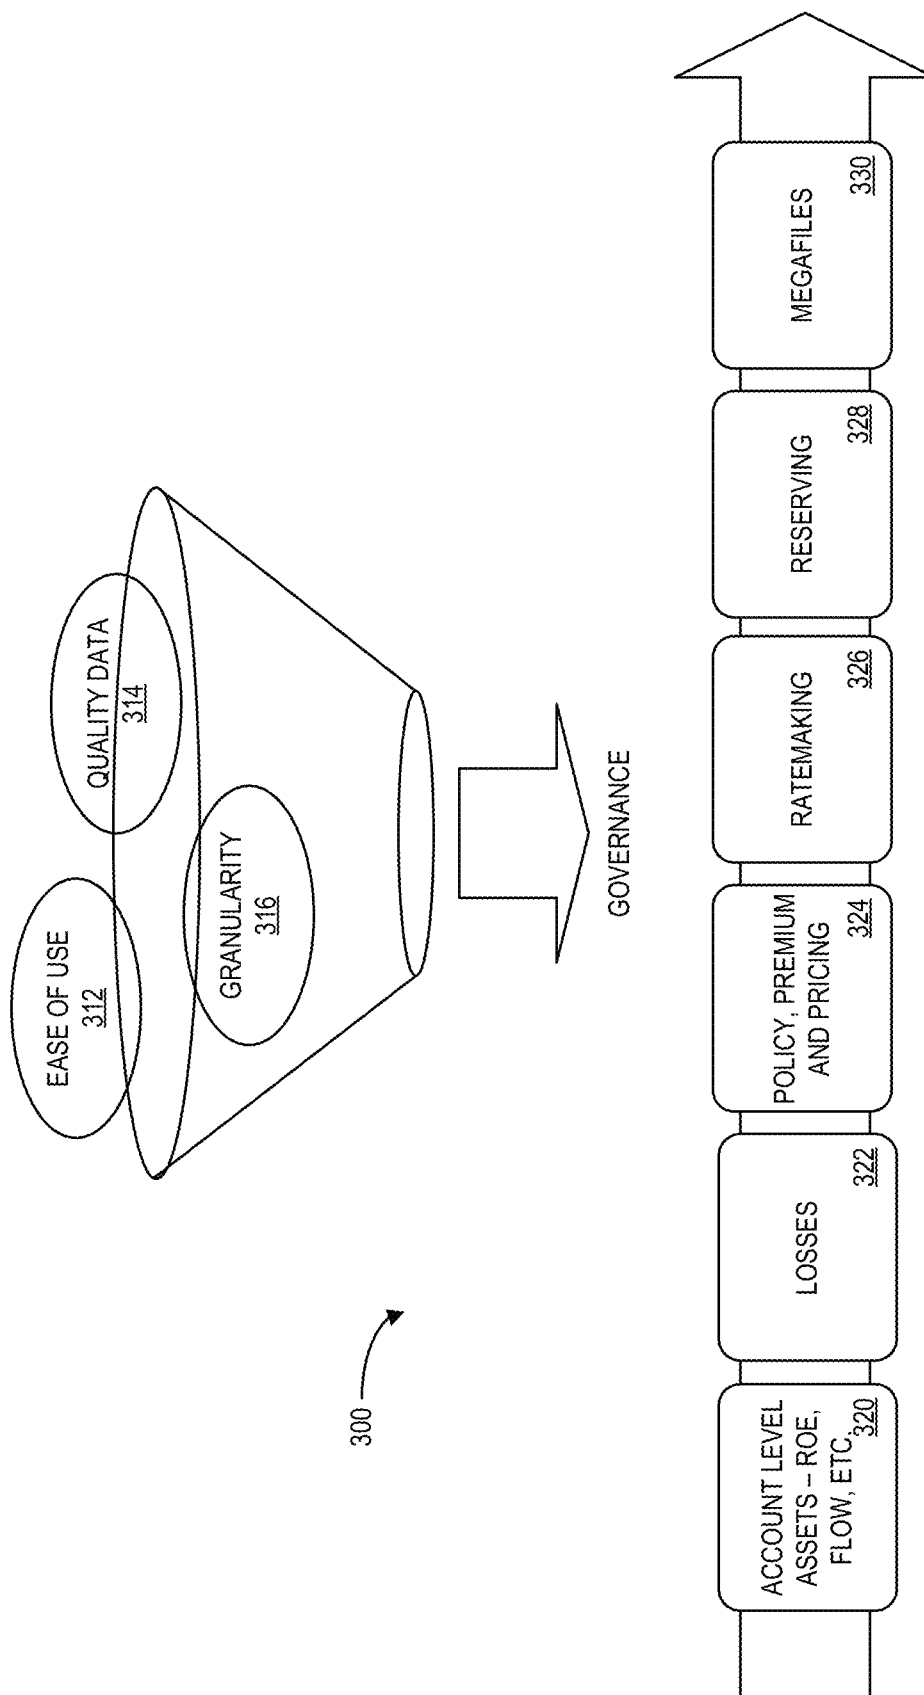 300
EASE OF USE
312
QUALITY DATA
314
GRANULARITY
316
GOVERNANCE
ACCOUNT LEVEL
ASSETS – ROE,
FLOW, ETC.
320
LOSSES
322
POLICY, PREMIUM
AND PRICING
324
RATEMAKING
326
RESERVING
328
MEGAFILES
330